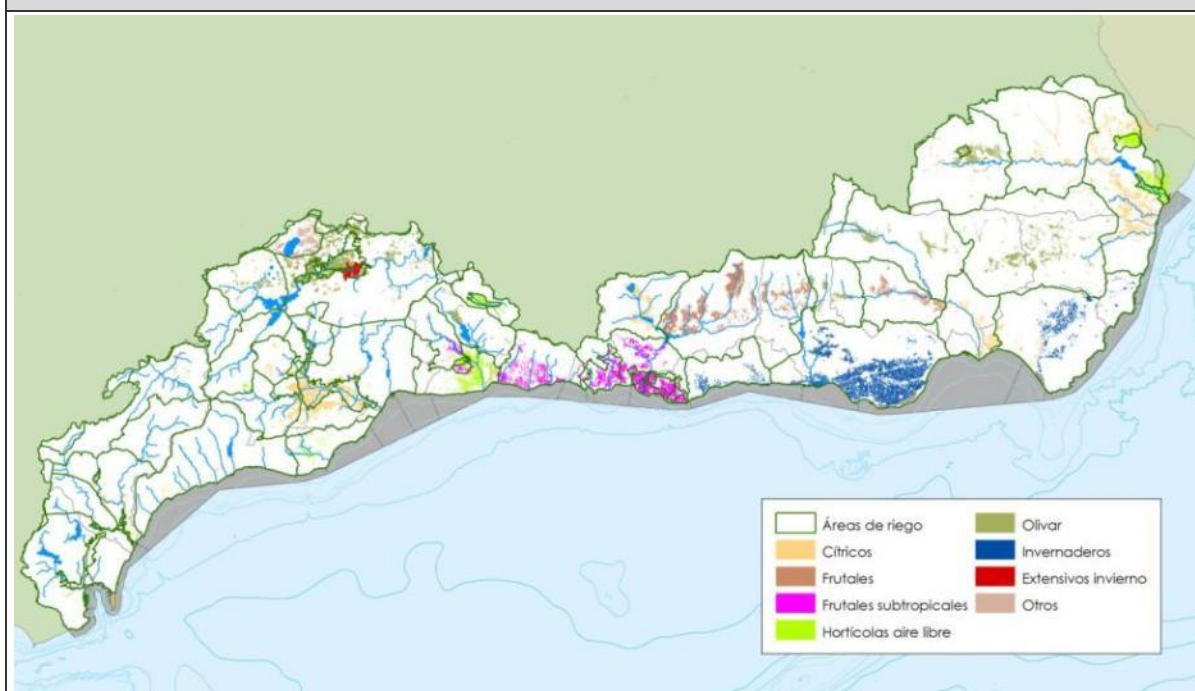 Áreas de riego
Cítricos
Frutales
Frutales subtropicales
Hortícolas aire libre
Olivar
Invernaderos
Extensivos invierno
Otros